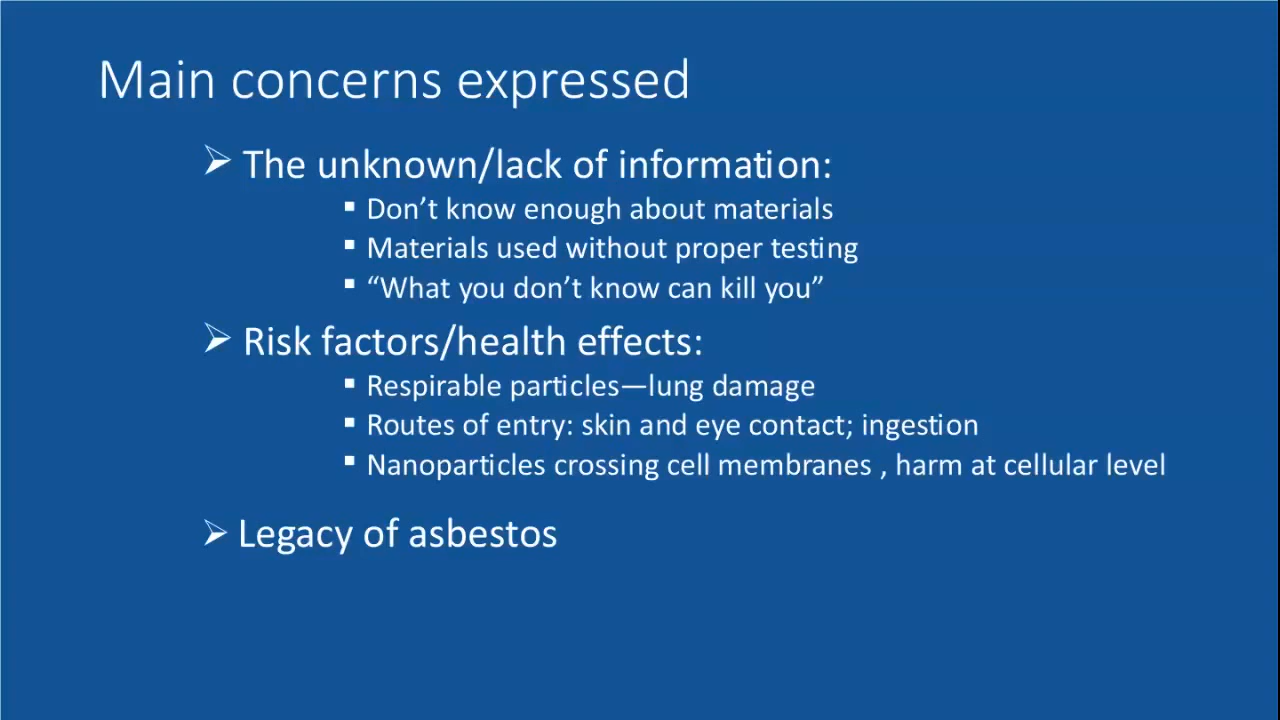 Main concerns expressed
➢ The unknown/lack of information:
▪ Don’t know enough about materials
▪ Materials used without proper testing
▪ “What you don’t know can kill you”
➢ Risk factors/health effects:
▪ Respirable particles—lung damage
▪ Routes of entry: skin and eye contact; ingestion
▪ Nanoparticles crossing cell membranes , harm at cellular level
➢ Legacy of asbestos